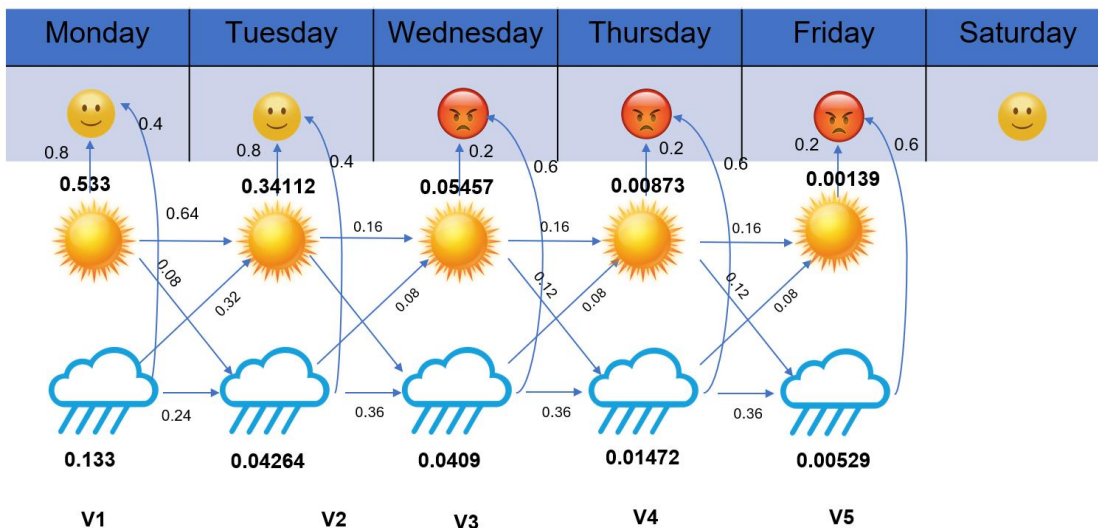 Monday Tuesday Wednesday Thursday Friday Saturday
0.4
0.8 0.8 0.4 0.2 0.6 0.2 0.6 0.2 0.6
0.533 0.34112 0.05457 0.00873 0.00139
0.64 0.16 0.16 0.16
0.08 0.32 0.08 0.12 0.08 0.12 0.08
0.24 0.36 0.36 0.36
0.133 0.04264 0.0409 0.01472 0.00529
V1 V2 V3 V4 V5